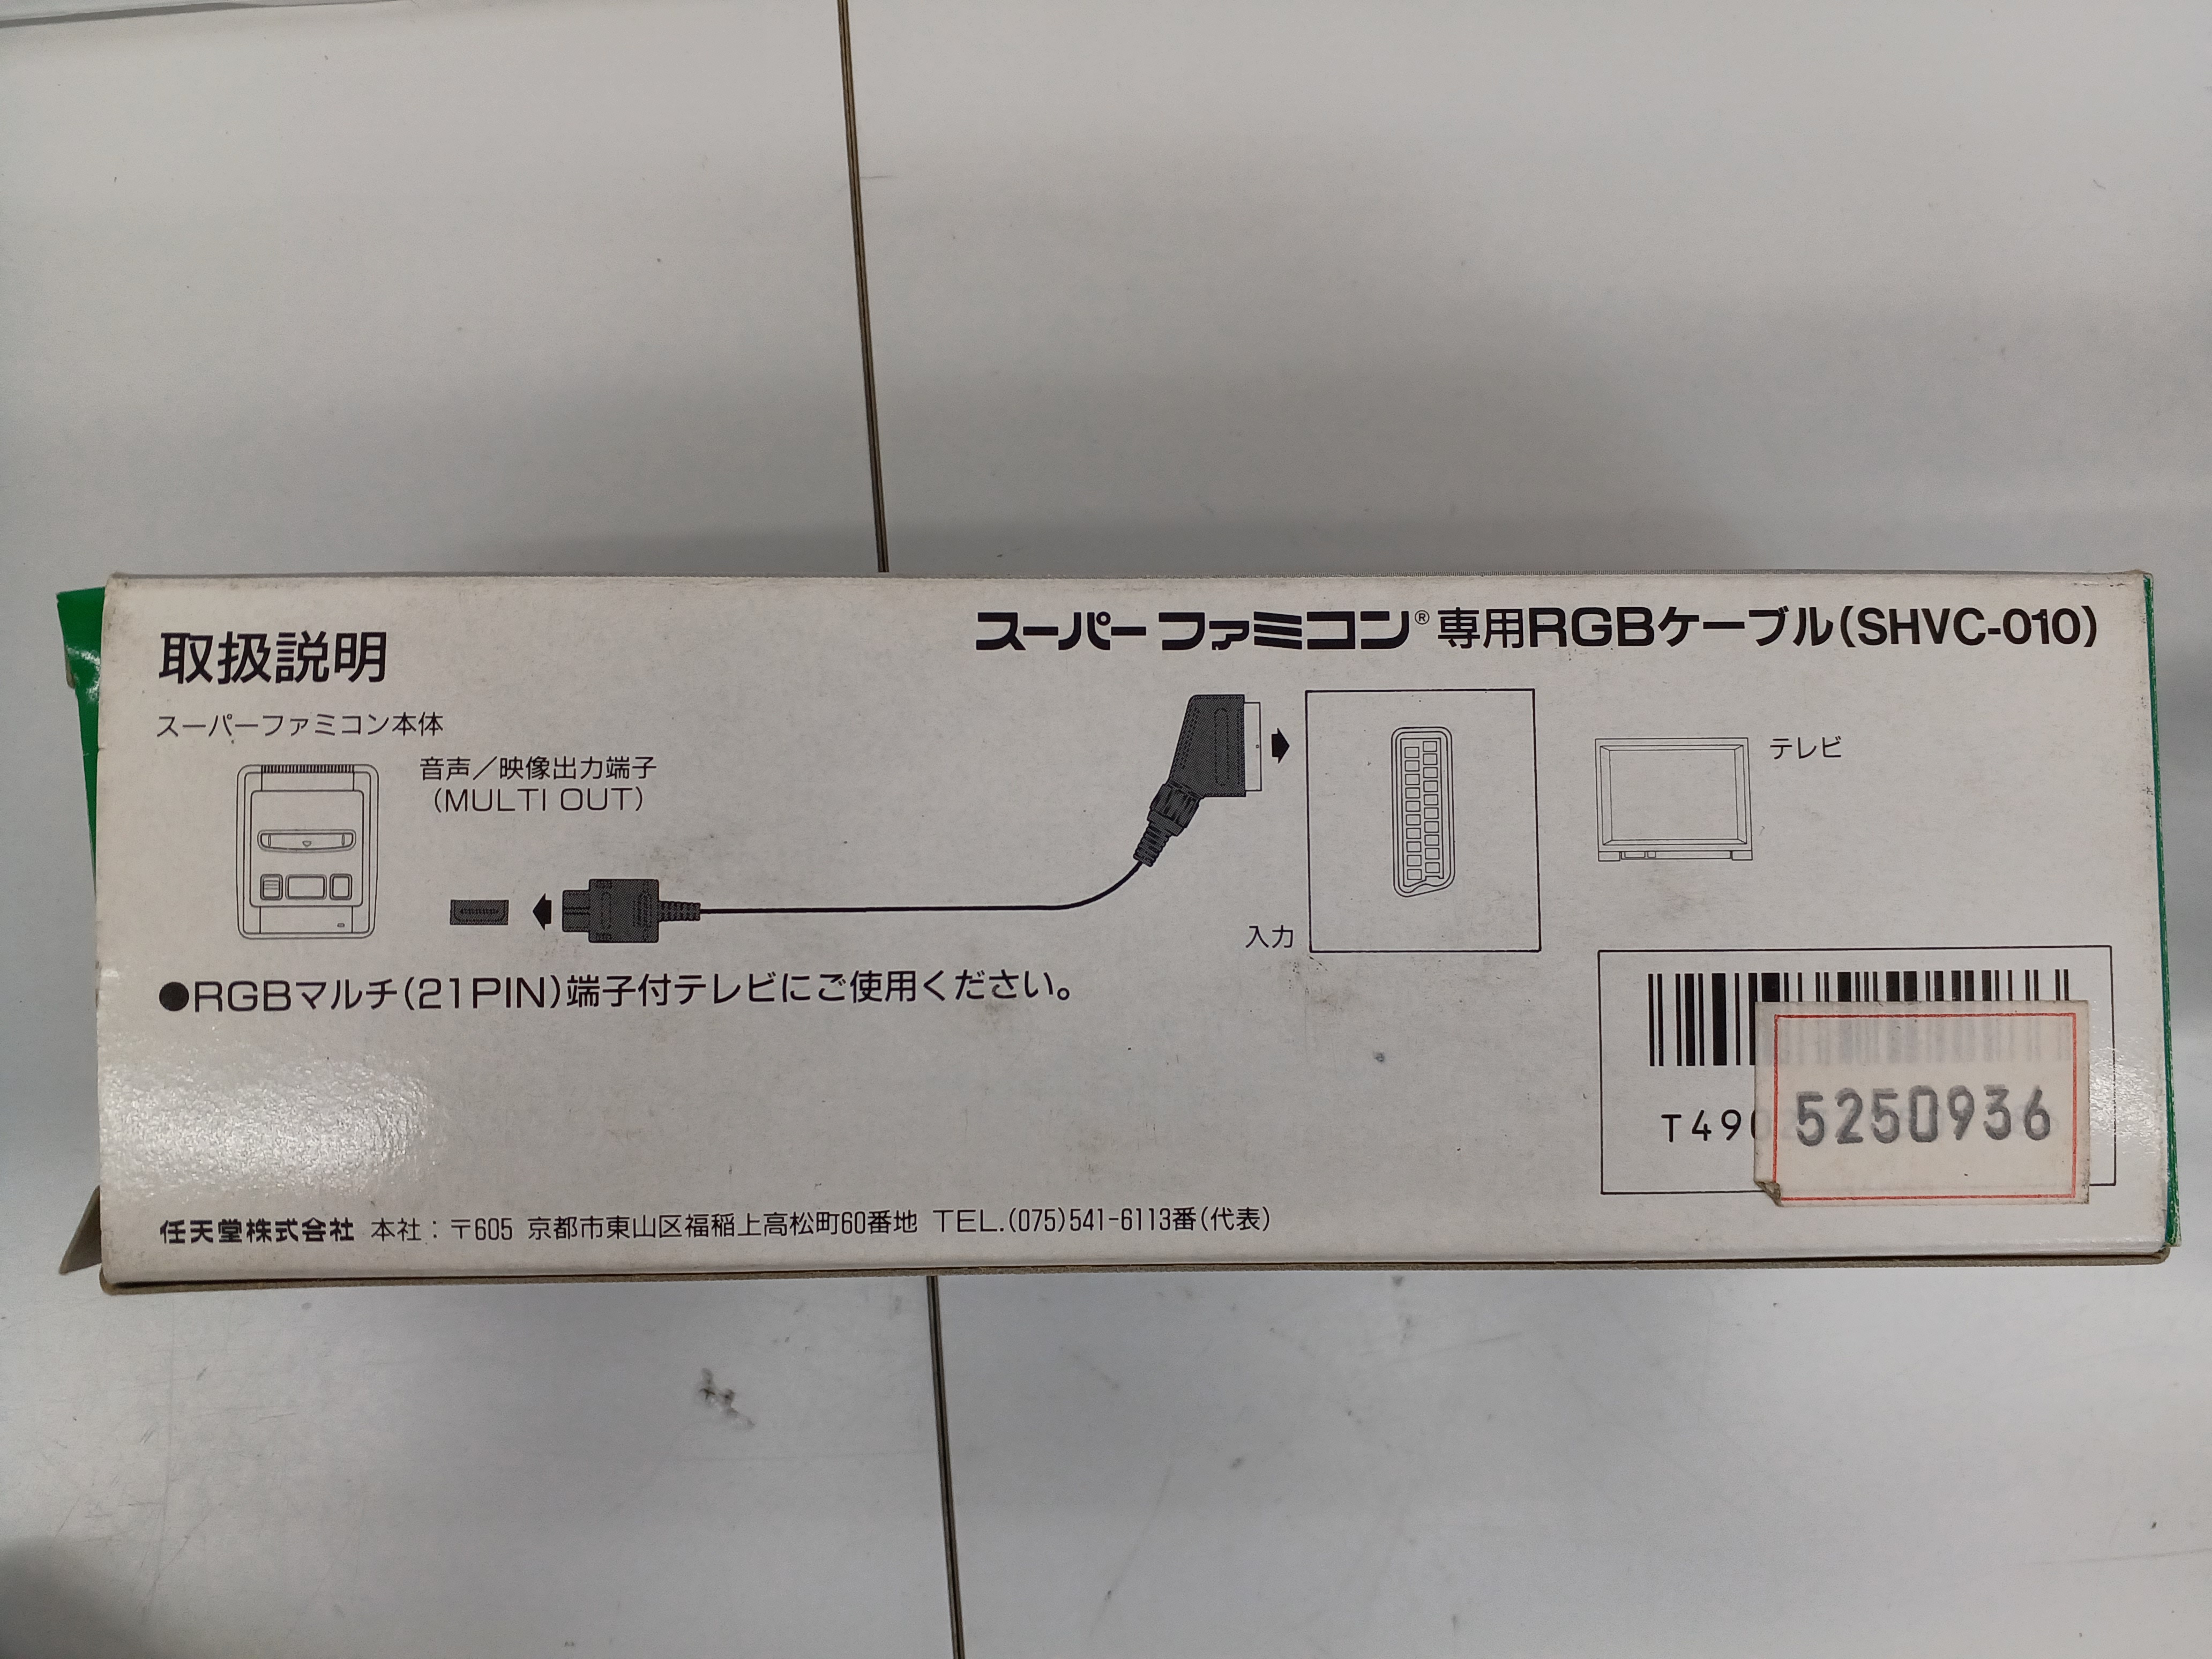 取扱説明
スーパーファミコン®専用RGBケーブル(SHVC-010)
スーパーファミコン本体
音声／映像出力端子
(MULTI OUT)
テレビ
入力
●RGBマルチ(21PIN)端子付テレビにご使用ください。
T490
5250936
任天堂株式会社 本社：〒605 京都市東山区福稲上高松町60番地 TEL.(075)541-6113番(代表)